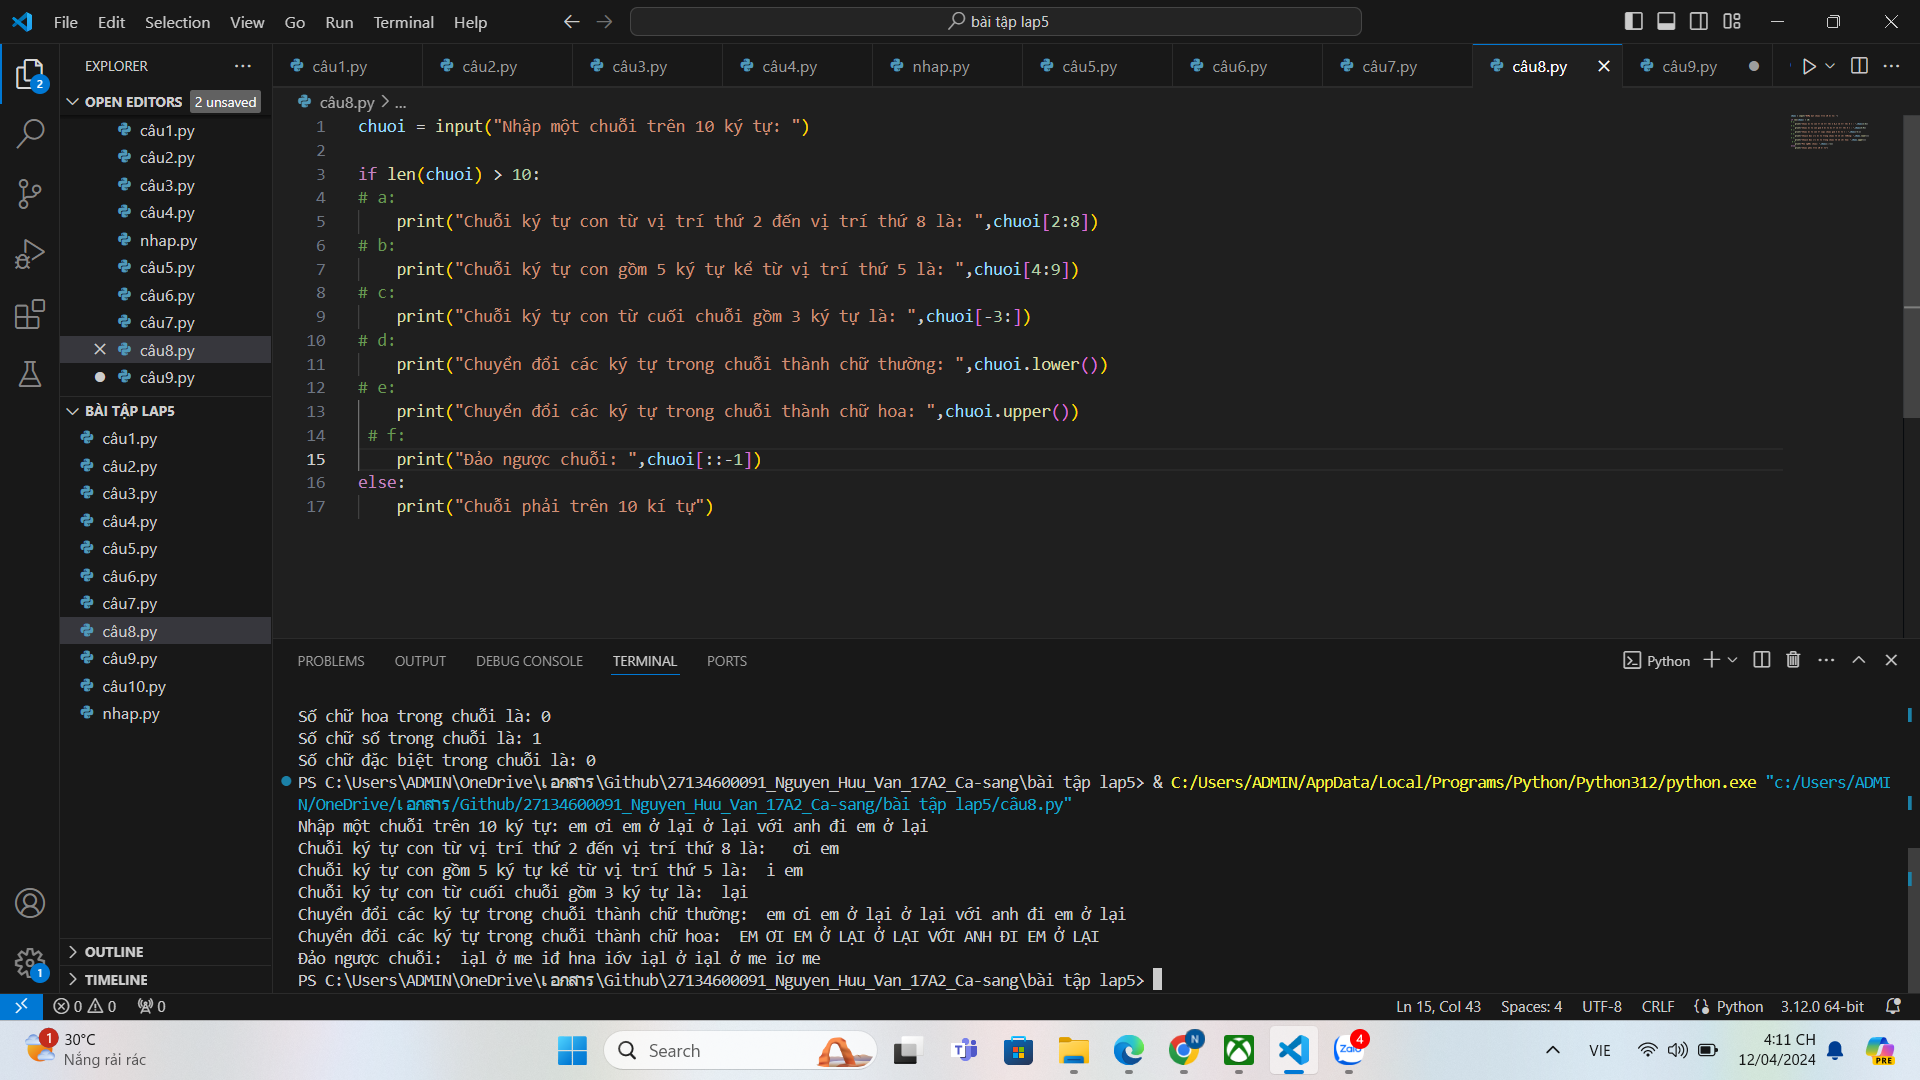 File Edit Selection View Go Run Terminal Help
bài tập lap5
EXPLORER
OPEN EDITORS 2 unsaved
câu1.py
câu2.py
câu3.py
câu4.py
nhap.py
câu5.py
câu6.py
câu7.py
câu8.py
câu9.py
BÀI TẬP LAP5
câu1.py
câu2.py
câu3.py
câu4.py
câu5.py
câu6.py
câu7.py
câu8.py
câu9.py
câu10.py
nhap.py
OUTLINE
TIMELINE
câu1.py câu2.py câu3.py câu4.py nhap.py câu5.py câu6.py câu7.py câu8.py câu9.py
câu8.py > ...
1 chuoi = input("Nhập một chuỗi trên 10 ký tự: ")
2
3 if len(chuoi) > 10:
4 # a:
5     print("Chuỗi ký tự con từ vị trí thứ 2 đến vị trí thứ 8 là: ",chuoi[2:8])
6 # b:
7     print("Chuỗi ký tự con gồm 5 ký tự kể từ vị trí thứ 5 là: ",chuoi[4:9])
8 # c:
9     print("Chuỗi ký tự con từ cuối chuỗi gồm 3 ký tự là: ",chuoi[-3:])
10 # d:
11     print("Chuyển đổi các ký tự trong chuỗi thành chữ thường: ",chuoi.lower())
12 # e:
13     print("Chuyển đổi các ký tự trong chuỗi thành chữ hoa: ",chuoi.upper())
14  # f:
15     print("Đảo ngược chuỗi: ",chuoi[::-1])
16 else:
17     print("Chuỗi phải trên 10 kí tự")
PROBLEMS OUTPUT DEBUG CONSOLE TERMINAL PORTS
Python
Số chữ hoa trong chuỗi là: 0
Số chữ số trong chuỗi là: 1
Số chữ đặc biệt trong chuỗi là: 0
PS C:\Users\ADMIN\OneDrive\เอกสาร\Github\27134600091_Nguyen_Huu_Van_17A2_Ca-sang\bài tập lap5> & C:/Users/ADMIN/AppData/Local/Programs/Python/Python312/python.exe "c:/Users/ADMI
N/OneDrive/เอกสาร/Github/27134600091_Nguyen_Huu_Van_17A2_Ca-sang/bài tập lap5/câu8.py"
Nhập một chuỗi trên 10 ký tự: em ơi em ở lại ở lại với anh đi em ở lại
Chuỗi ký tự con từ vị trí thứ 2 đến vị trí thứ 8 là:   ơi em
Chuỗi ký tự con gồm 5 ký tự kể từ vị trí thứ 5 là:  i em
Chuỗi ký tự con từ cuối chuỗi gồm 3 ký tự là:  lại
Chuyển đổi các ký tự trong chuỗi thành chữ thường:  em ơi em ở lại ở lại với anh đi em ở lại
Chuyển đổi các ký tự trong chuỗi thành chữ hoa:  EM ƠI EM Ở LẠI Ở LẠI VỚI ANH ĐI EM Ở LẠI
Đảo ngược chuỗi:  iạl ở me iđ hna iớv iạl ở iạl ở me iơ me
PS C:\Users\ADMIN\OneDrive\เอกสาร\Github\27134600091_Nguyen_Huu_Van_17A2_Ca-sang\bài tập lap5>
2
1
0 0 0
Ln 15, Col 43 Spaces: 4 UTF-8 CRLF Python 3.12.0 64-bit
1
30°C
Nắng rải rác
Search
N
Zalo
4
VIE
4:11 CH
12/04/2024
PRE